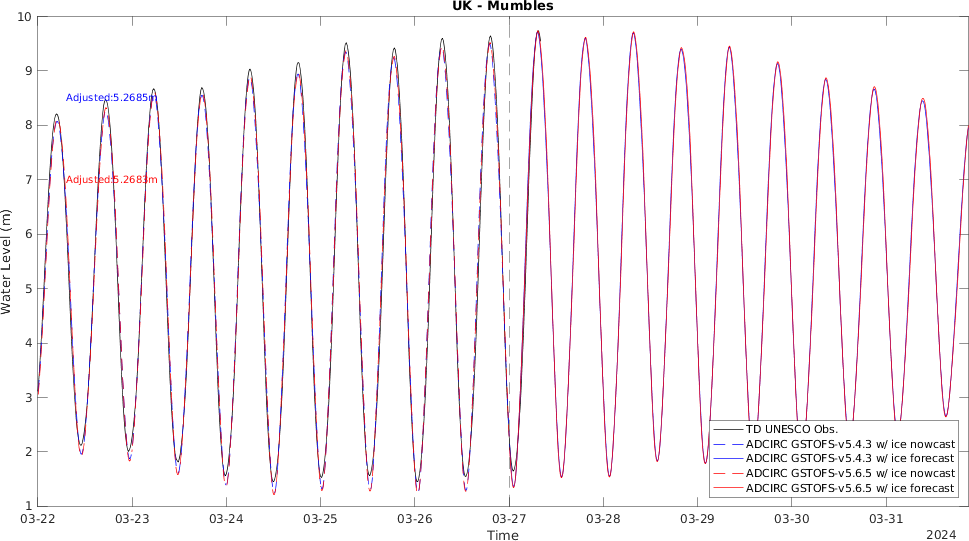 UK - Mumbles
10
9
8
7
6
5
4
3
2
1
Water Level (m)
Adjusted:5.2685m
Adjusted:5.2683m
TD UNESCO Obs.
ADCIRC GSTOFS-v5.4.3 w/ ice nowcast
ADCIRC GSTOFS-v5.4.3 w/ ice forecast
ADCIRC GSTOFS-v5.6.5 w/ ice nowcast
ADCIRC GSTOFS-v5.6.5 w/ ice forecast
03-22 03-23 03-24 03-25 03-26 03-27 03-28 03-29 03-30 03-31
Time
2024